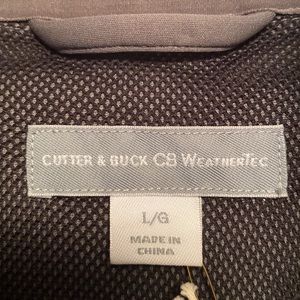 CUTTER & BUCK CB WEATHERTEC
L/G
MADE IN
CHINA